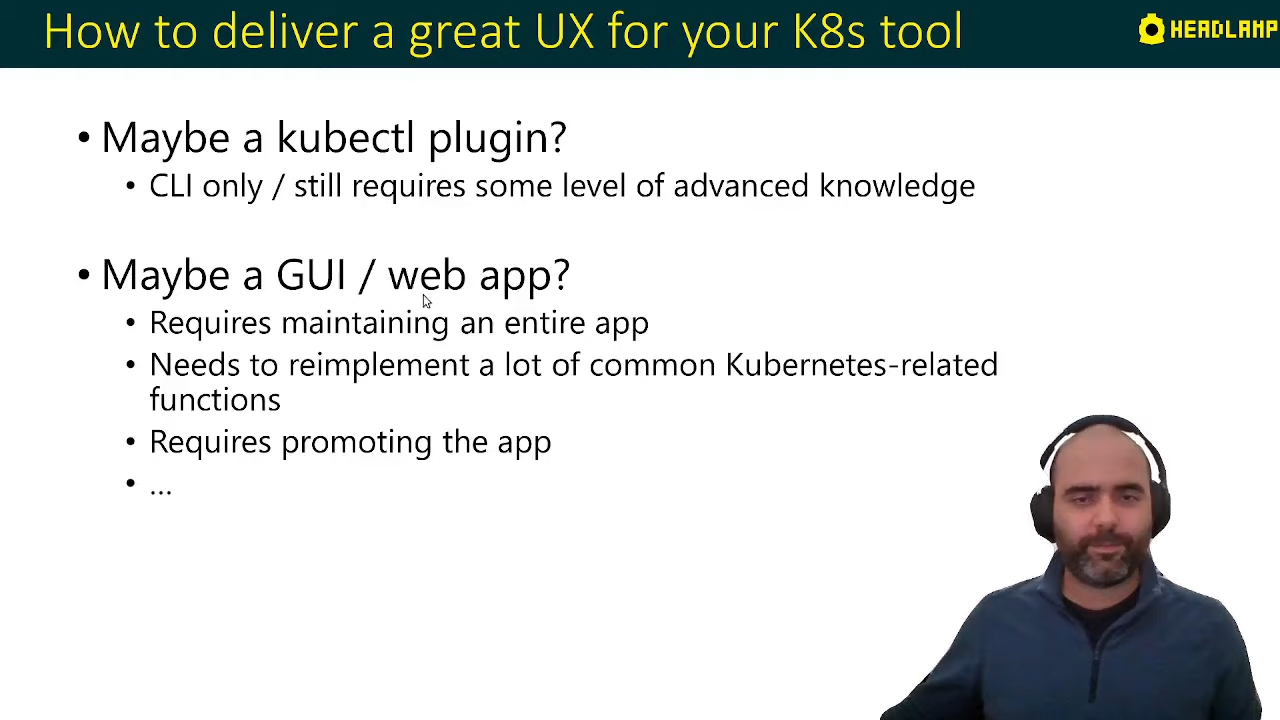 How to deliver a great UX for your K8s tool
HEADLAMP
• Maybe a kubectl plugin?
• CLI only / still requires some level of advanced knowledge
• Maybe a GUI / web app?
• Requires maintaining an entire app
• Needs to reimplement a lot of common Kubernetes-related
functions
• Requires promoting the app
• ...